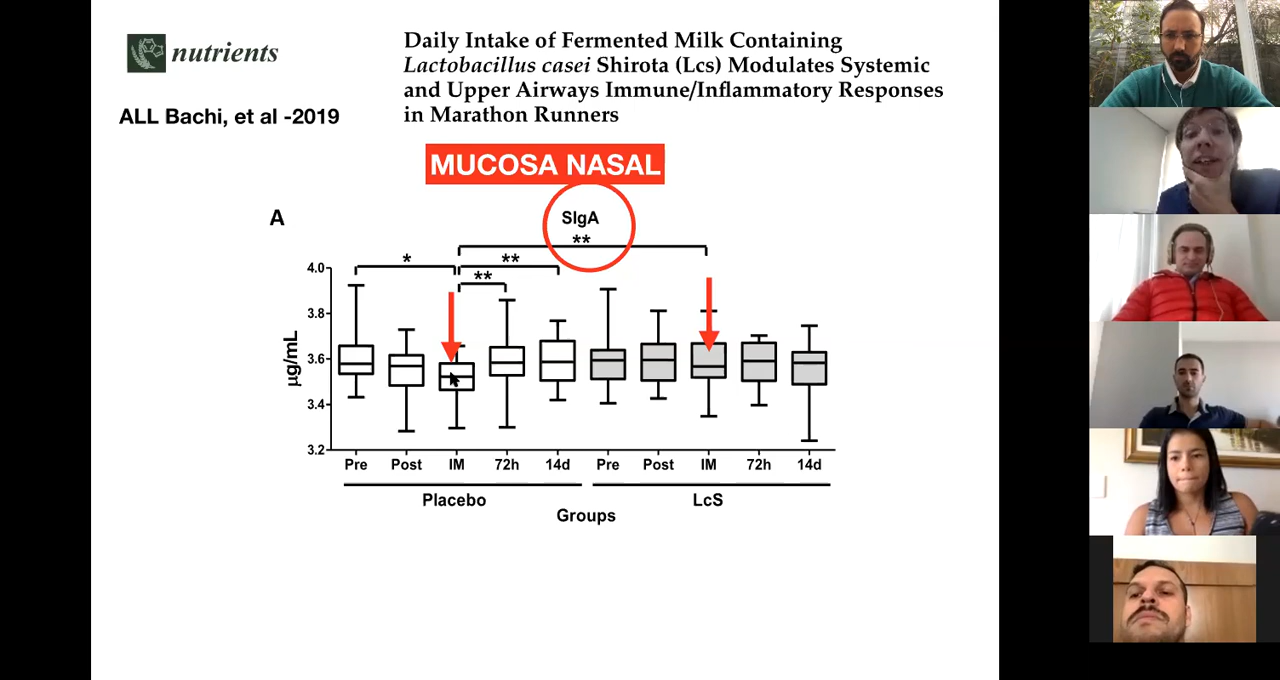 nutrients
ALL Bachi, et al -2019
Daily Intake of Fermented Milk Containing
Lactobacillus casei Shirota (Lcs) Modulates Systemic
and Upper Airways Immune/Inflammatory Responses
in Marathon Runners
MUCOSA NASAL
A
SIgA
**
* **
**
4.0
3.8
3.6
3.4
3.2
µg/mL
Pre Post IM 72h 14d Pre Post IM 72h 14d
Placebo LcS
Groups